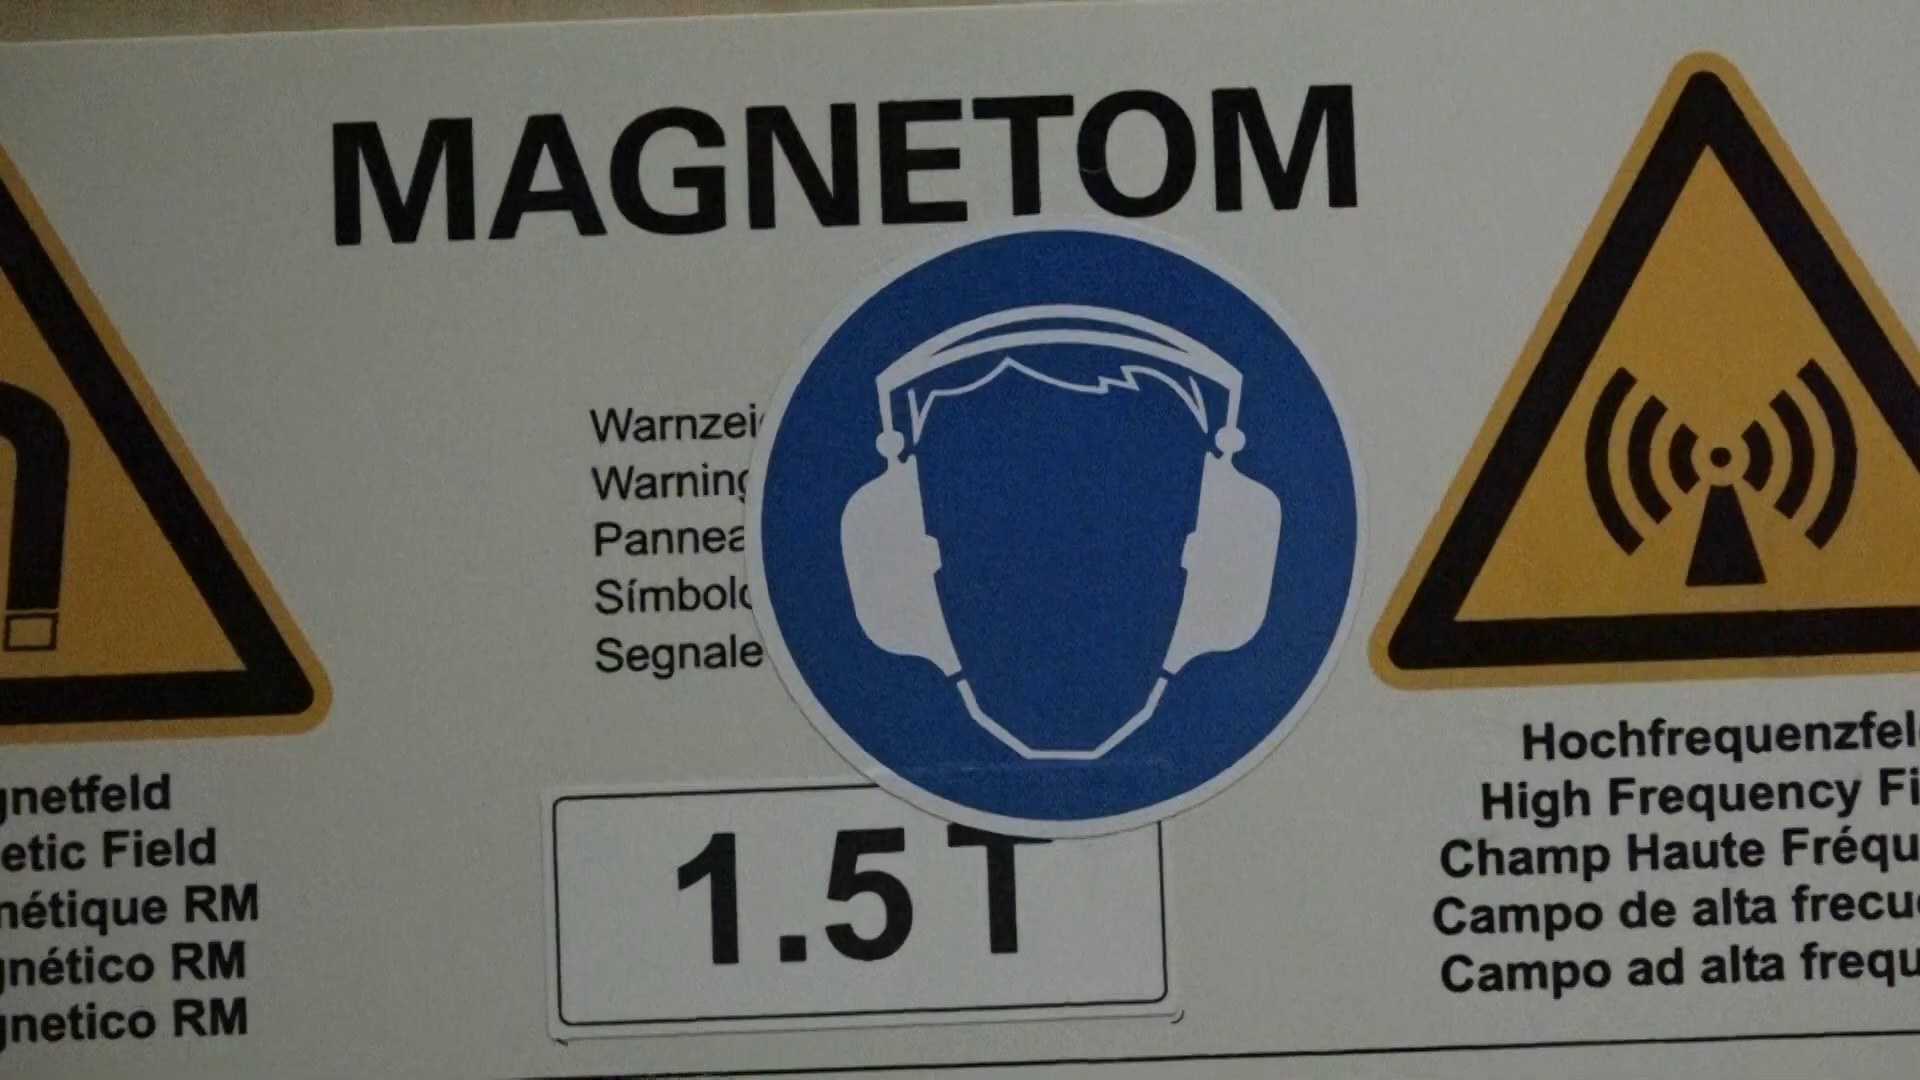 MAGNETOM
Warnzei
Warning
Pannea
Símbolo
Segnale
1.5 T
gnetfeld
etic Field
nétique RM
gnético RM
gnetico RM
Hochfrequenzfel
High Frequency Fi
Champ Haute Fréqu
Campo de alta frecu
Campo ad alta frequ